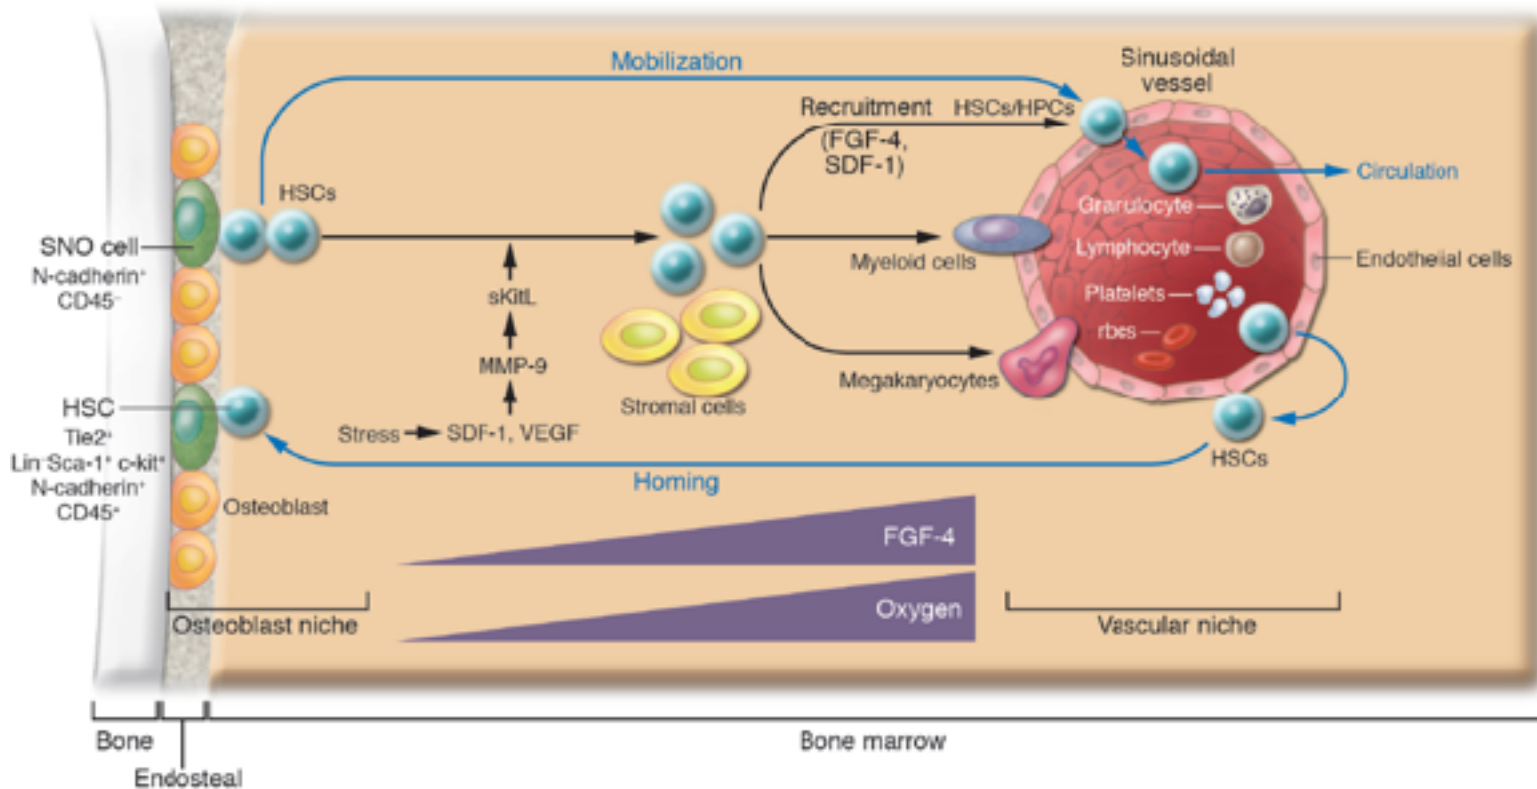 Mobilization
Sinusoidal
vessel
Recruitment HSCs/HPCs
(FGF-4,
SDF-1)
HSCs
Circulation
Granulocyte
SNO cell
N-cadherin⁺
CD45⁻
Lymphocyte
Myeloid cells
Endothelial cells
sKitL
Platelets
rbcs
MMP-9
Megakaryocytes
HSC
Tie2⁺
Lin⁻Sca-1⁺ c-kit⁺
N-cadherin⁺
CD45⁺
Stromal cells
Stress
SDF-1, VEGF
HSCs
Homing
Osteoblast
FGF-4
Oxygen
Osteoblast niche
Vascular niche
Bone
Bone marrow
Endosteal